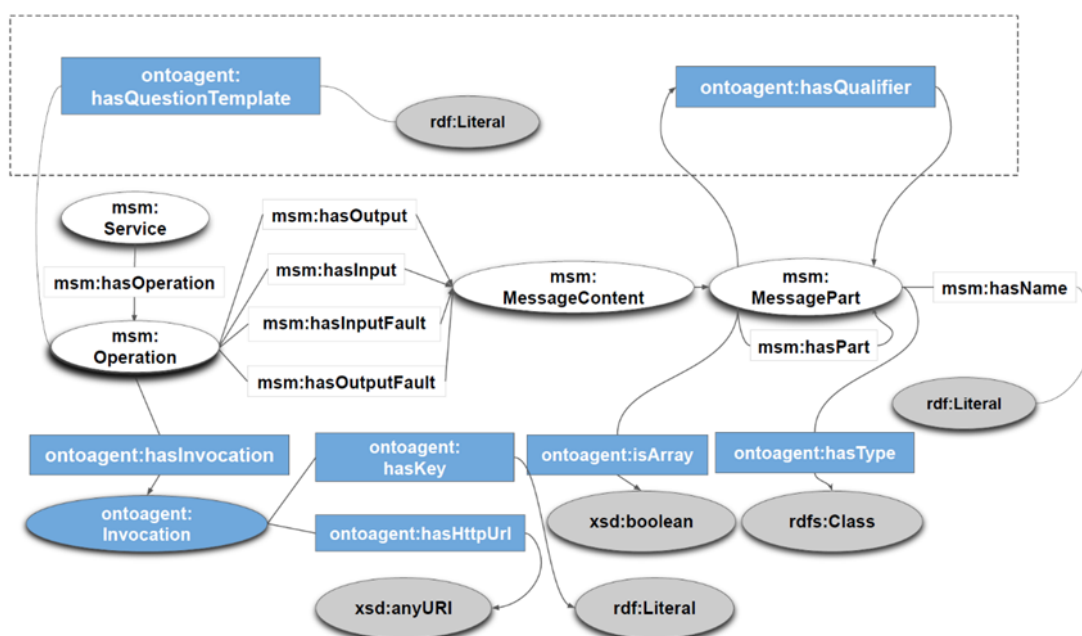 ontoagent:
hasQuestionTemplate
ontoagent:hasQualifier
rdf:Literal
msm:
Service
msm:hasOutput
msm:hasOperation
msm:hasInput
msm:
MessageContent
msm:
MessagePart
msm:hasName
msm:hasInputFault
msm:
Operation
msm:hasPart
msm:hasOutputFault
rdf:Literal
ontoagent:hasInvocation
ontoagent:
hasKey
ontoagent:isArray
ontoagent:hasType
ontoagent:
Invocation
ontoagent:hasHttpUrl
xsd:boolean
rdfs:Class
xsd:anyURI
rdf:Literal